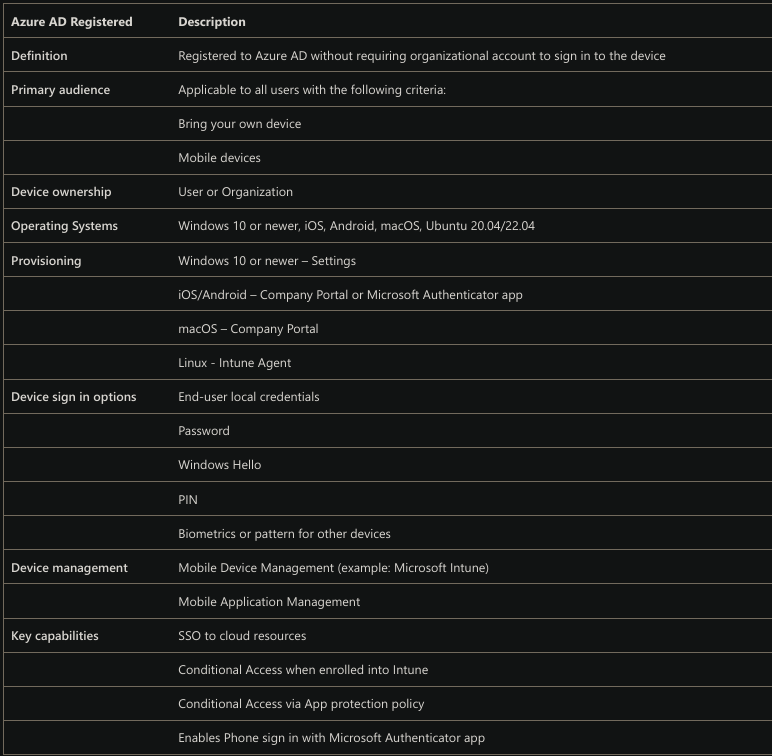 Azure AD Registered Description
Definition Registered to Azure AD without requiring organizational account to sign in to the device
Primary audience Applicable to all users with the following criteria:
Bring your own device
Mobile devices
Device ownership User or Organization
Operating Systems Windows 10 or newer, iOS, Android, macOS, Ubuntu 20.04/22.04
Provisioning Windows 10 or newer – Settings
iOS/Android – Company Portal or Microsoft Authenticator app
macOS – Company Portal
Linux - Intune Agent
Device sign in options End-user local credentials
Password
Windows Hello
PIN
Biometrics or pattern for other devices
Device management Mobile Device Management (example: Microsoft Intune)
Mobile Application Management
Key capabilities SSO to cloud resources
Conditional Access when enrolled into Intune
Conditional Access via App protection policy
Enables Phone sign in with Microsoft Authenticator app